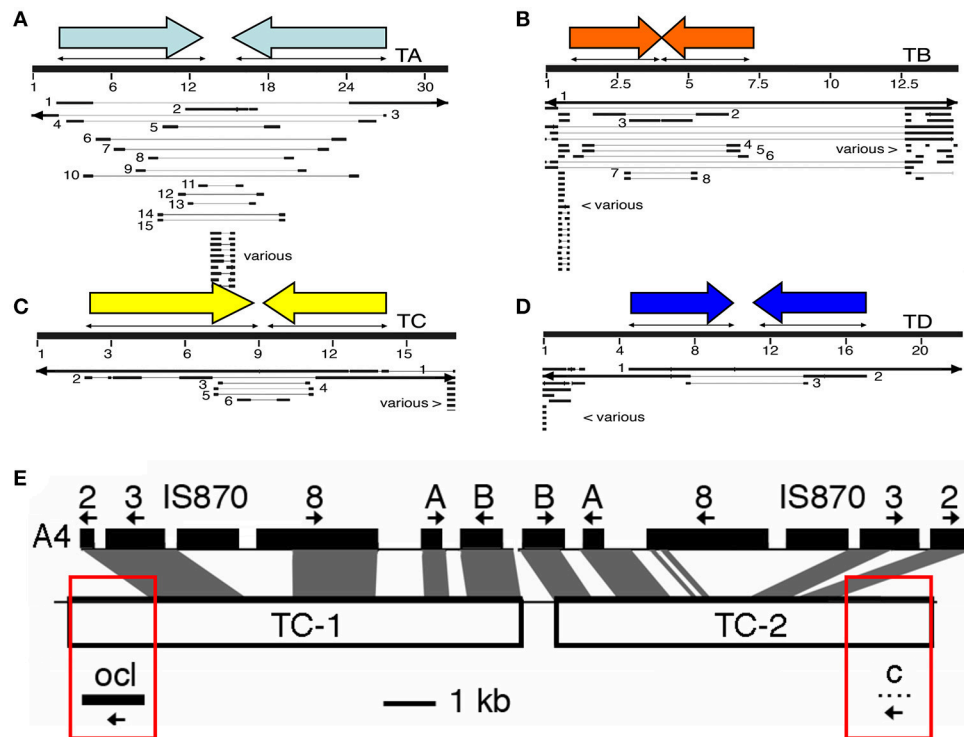 A
TA
1 6 12 18 24 30
1
2
3
4
5
6
7
8
9
10
11
12
13
14
15
various
B
TB
1 2.5 5 7.5 10 12.5
1
2
3
4
various > 5
6
7
8
< various
C
TC
1 3 6 9 12 15
1
2
3 4
5
6
various >
D
TD
1 4 8 12 16 20
1
2
3
< various
E
2 3 IS870 8 A B B A 8 IS870 3 2
A4
TC-1 TC-2
ocl c
1 kb